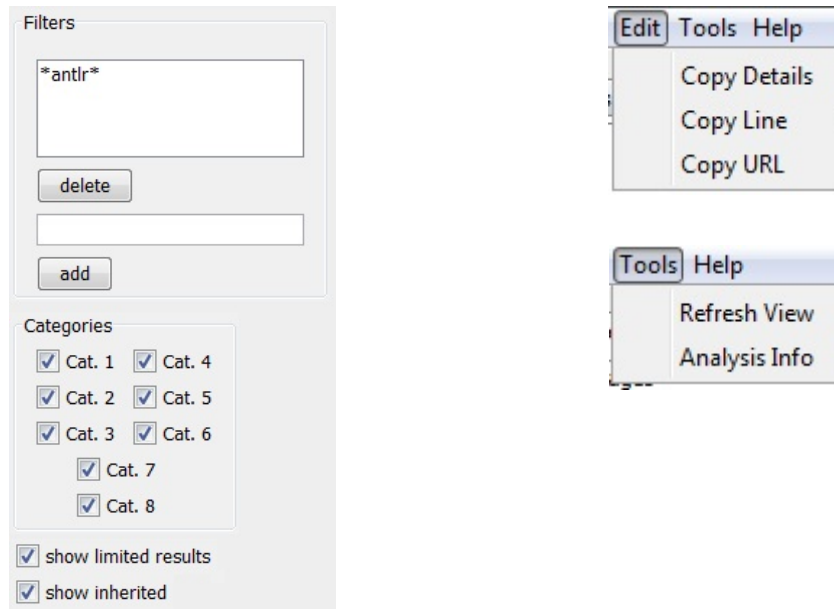 Filters
*antlr*
delete
add
Categories
Cat. 1 Cat. 4
Cat. 2 Cat. 5
Cat. 3 Cat. 6
Cat. 7
Cat. 8
show limited results
show inherited
Edit Tools Help
Copy Details
Copy Line
Copy URL
Tools Help
Refresh View
Analysis Info